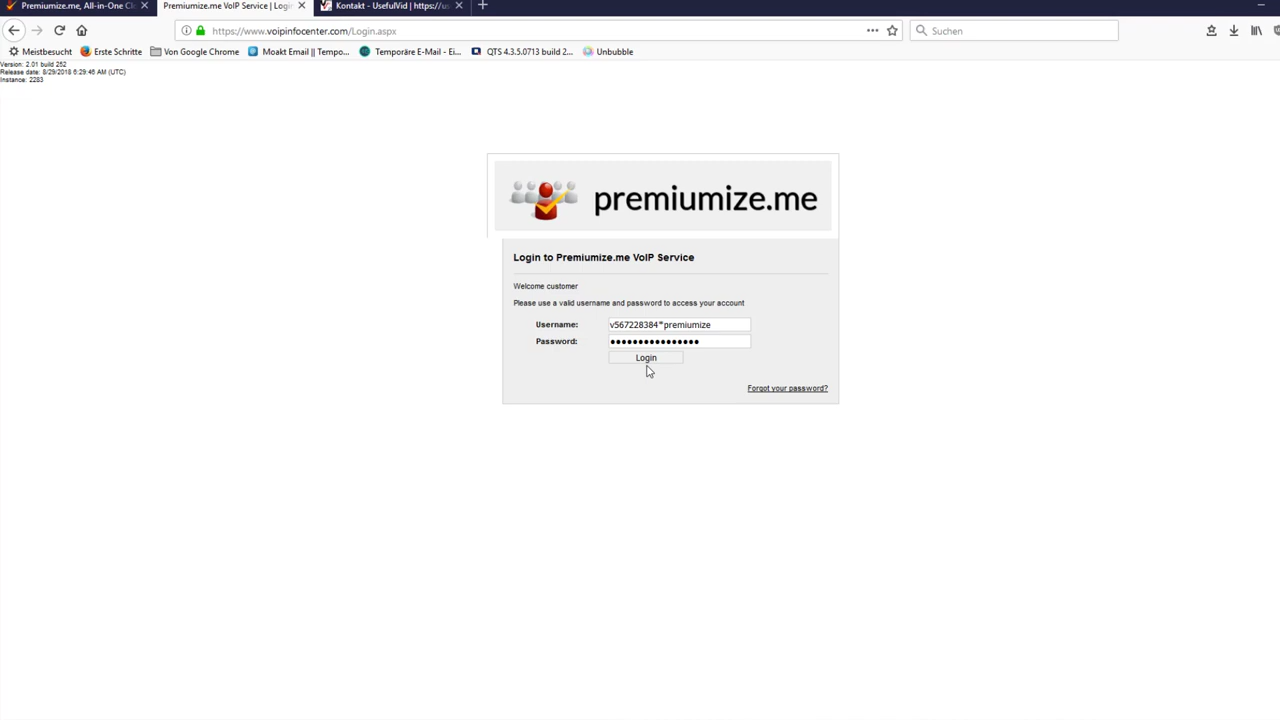 Premiumize.me, All-in-One Clo
Premiumize.me VoIP Service | Login
Kontakt - UsefulVid | https://us
https://www.voipinfocenter.com/Login.aspx
Suchen
Meistbesucht
Erste Schritte
Von Google Chrome
Moakt Email || Tempo...
Temporäre E-Mail - Ei...
QTS 4.3.5.0713 build 2...
Unbubble
Version: 2.01 build 252
Release date: 8/29/2018 6:29:46 AM (UTC)
Instance: 2283
premiumize.me
Login to Premiumize.me VoIP Service
Welcome customer
Please use a valid username and password to access your account
Username: v567228384*premiumize
Password: ●●●●●●●●●●●●●●●●
Login
Forgot your password?